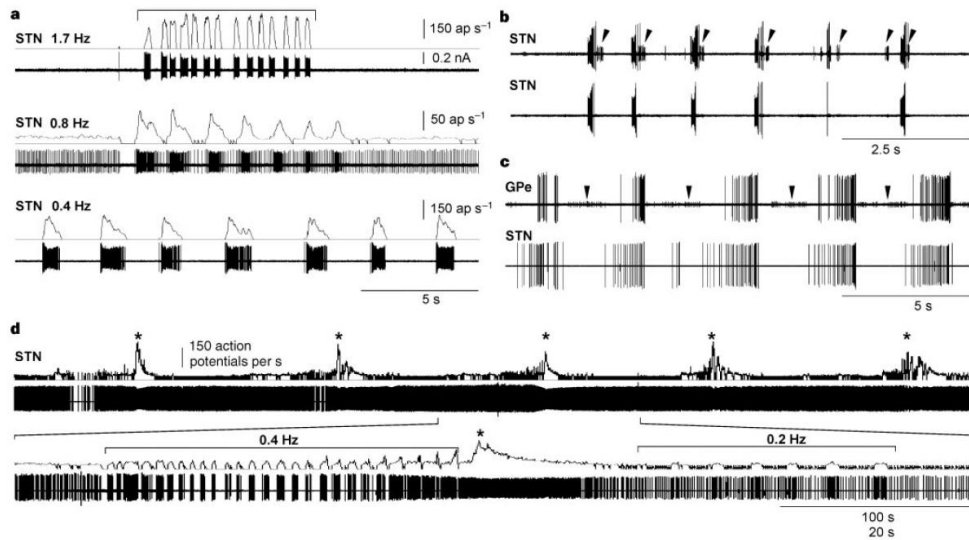 a
STN 1.7 Hz
150 ap s⁻¹
0.2 nA
STN 0.8 Hz
50 ap s⁻¹
STN 0.4 Hz
150 ap s⁻¹
5 s
b
STN
STN
2.5 s
c
GPe
STN
5 s
d
STN
150 action
potentials per s
* * * * *
0.4 Hz
*
0.2 Hz
100 s
20 s